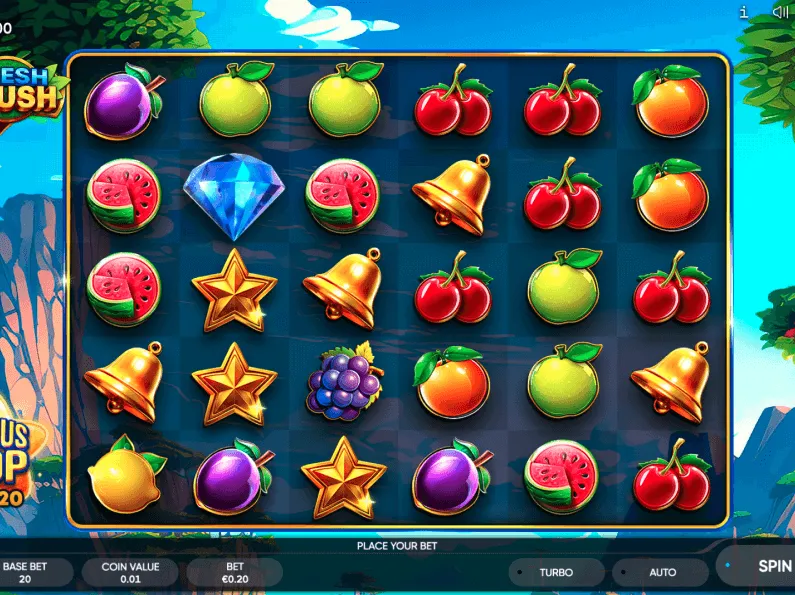 00
i
ESH
USH
US
OP
20
PLACE YOUR BET
BASE BET
20
COIN VALUE
0.01
BET
€0.20
TURBO
AUTO
SPIN